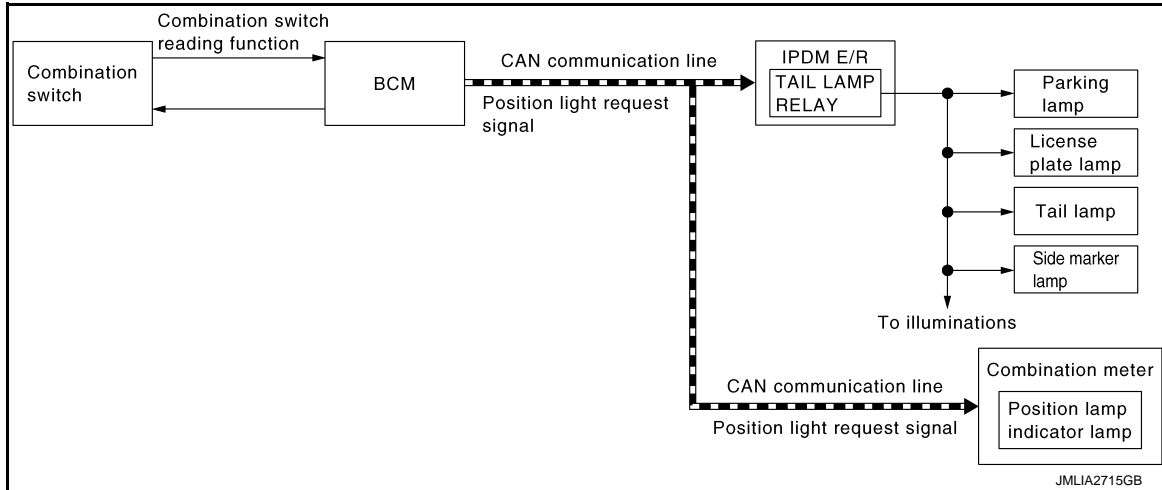 Combination switch
reading function
Combination
switch
BCM
CAN communication line
Position light request
signal
IPDM E/R
TAIL LAMP
RELAY
Parking
lamp
License
plate lamp
Tail lamp
Side marker
lamp
To illuminations
CAN communication line
Position light request signal
Combination meter
Position lamp
indicator lamp
JMLIA2715GB